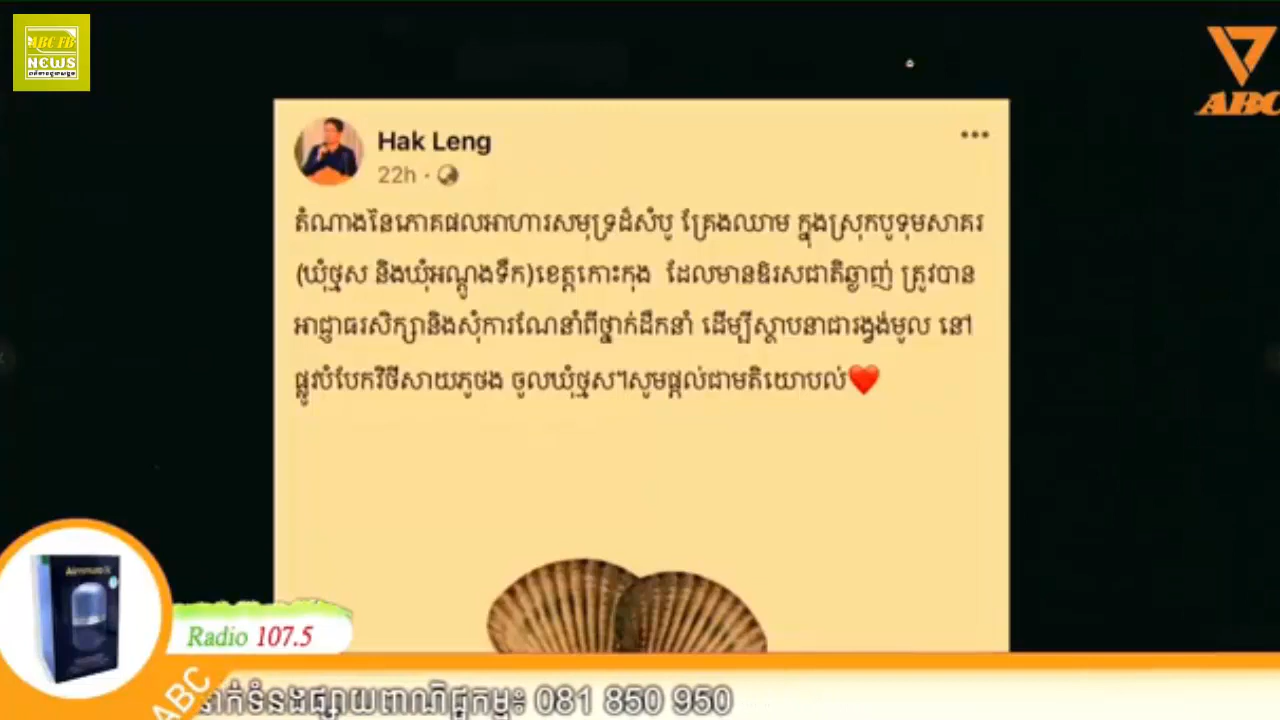 ABC FB
NEWS
ABC
Hak Leng
22h ·
តំណាងនៃភោគផលអាហារសមុទ្រដ៏សំបូ គ្រែងឈាម ក្នុងស្រុកបូទុមសាគរ
(ឃុំថ្មស និងឃុំអណ្តូងទឹក)ខេត្តកោះកុង ដែលមានឱរសជាតិឆ្ងាញ់ ត្រូវបាន
អាជ្ញាធរសិក្សានិងសុំការណែនាំពីថ្នាក់ដឹកនាំ ដើម្បីស្តាបនាជារង្វង់មូល នៅ
ផ្លូវបំបែកវិថីសាយភូថង ចូលឃុំថ្មស។សូមផ្តល់ជាមតិយោបល់❤️
Radio 107.5
ABC
ទំនងផ្សាយពាណិជ្ជកម្ម៖ 081 850 950